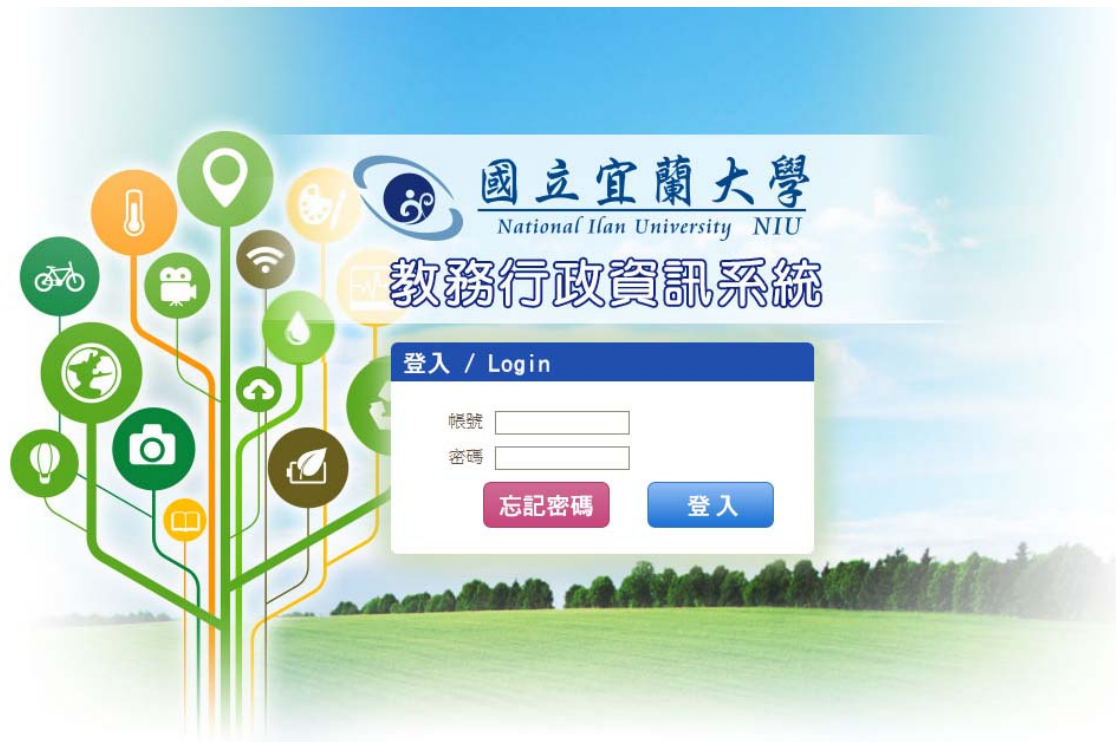 國立宜蘭大學
National Ilan University NIU
教務行政資訊系統
登入 / Login
帳號
密碼
忘記密碼 登入